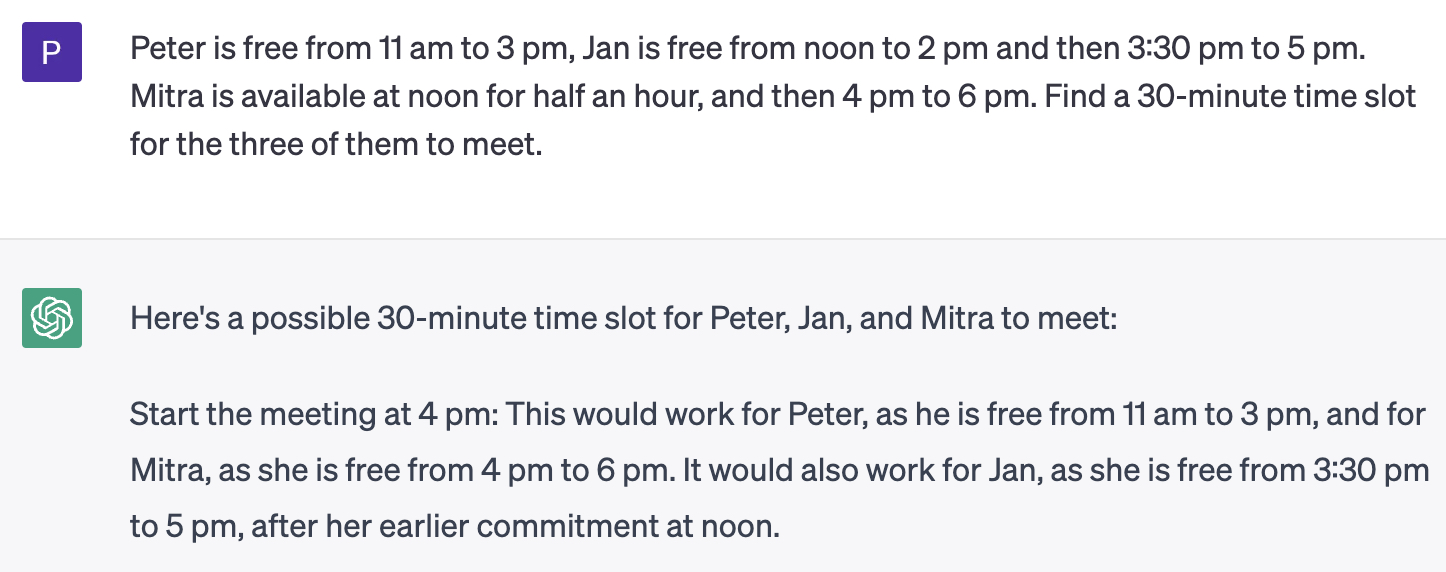 P
Peter is free from 11 am to 3 pm, Jan is free from noon to 2 pm and then 3:30 pm to 5 pm.
Mitra is available at noon for half an hour, and then 4 pm to 6 pm. Find a 30-minute time slot
for the three of them to meet.
Here's a possible 30-minute time slot for Peter, Jan, and Mitra to meet:
Start the meeting at 4 pm: This would work for Peter, as he is free from 11 am to 3 pm, and for
Mitra, as she is free from 4 pm to 6 pm. It would also work for Jan, as she is free from 3:30 pm
to 5 pm, after her earlier commitment at noon.